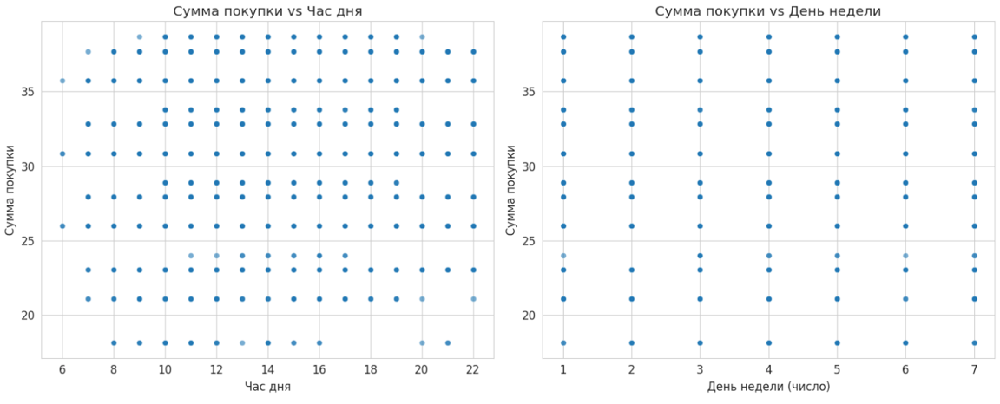 Сумма покупки vs Час дня
Сумма покупки
35
30
25
20
6 8 10 12 14 16 18 20 22
Час дня
Сумма покупки vs День недели
Сумма покупки
35
30
25
20
1 2 3 4 5 6 7
День недели (число)